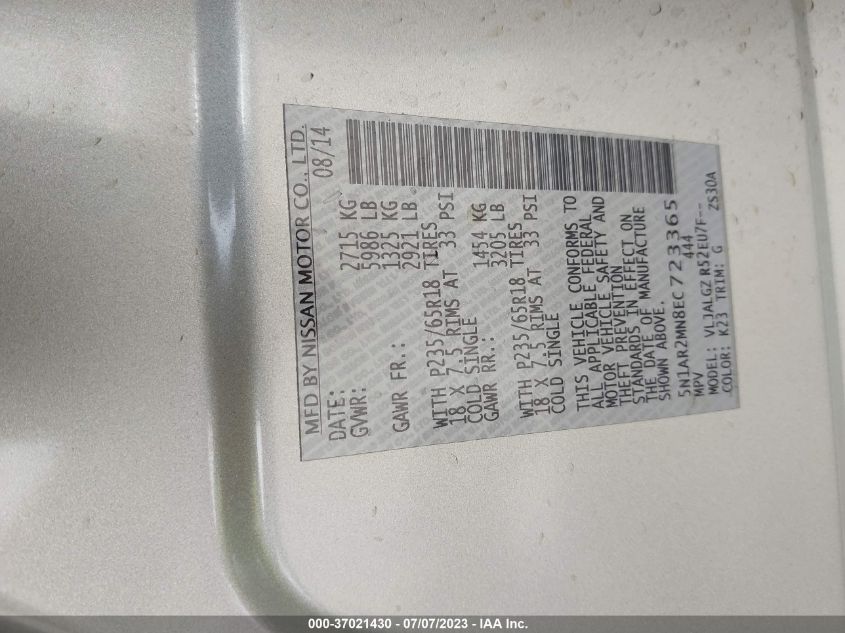 MFD BY NISSAN MOTOR CO., LTD.
DATE: 08/14
GVWR: 2715 KG
5986 LB
GAWR FR.: 1325 KG
2921 LB
WITH P235/65R18 TIRES
18 X 7.5 RIMS AT 33 PSI
COLD SINGLE
GAWR RR.: 1454 KG
3205 LB
WITH P235/65R18 TIRES
18 X 7.5 RIMS AT 33 PSI
COLD SINGLE
THIS VEHICLE CONFORMS TO
ALL APPLICABLE FEDERAL
MOTOR VEHICLE SAFETY AND
THEFT PREVENTION
STANDARDS IN EFFECT ON
THE DATE OF MANUFACTURE
SHOWN ABOVE.
5N1AR2MN8EC723365
MPV 444
MODEL: VLJALGZ R52EU7F--
COLOR: K23 TRIM: G ZS30A
000-37021430 - 07/07/2023 - IAA Inc.